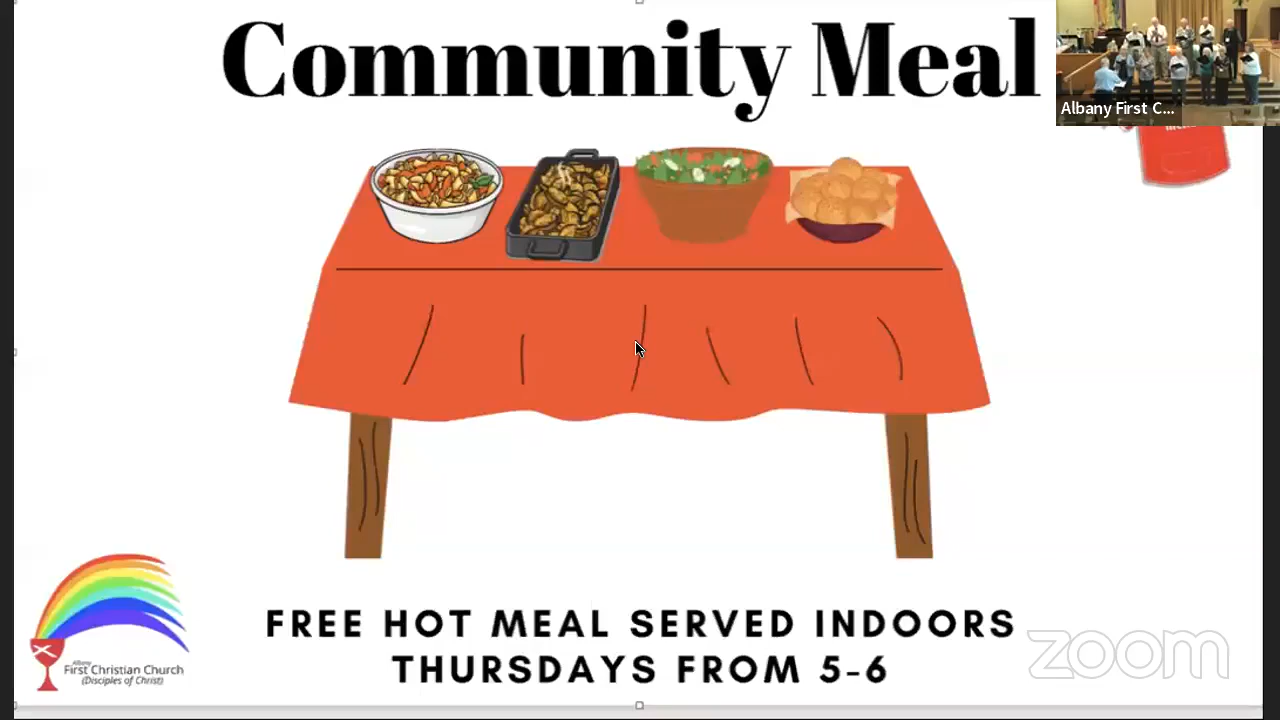 Community Meal
Albany First C...
FREE HOT MEAL SERVED INDOORS
THURSDAYS FROM 5-6
Albany
First Christian Church
(Disciples of Christ)
zoom